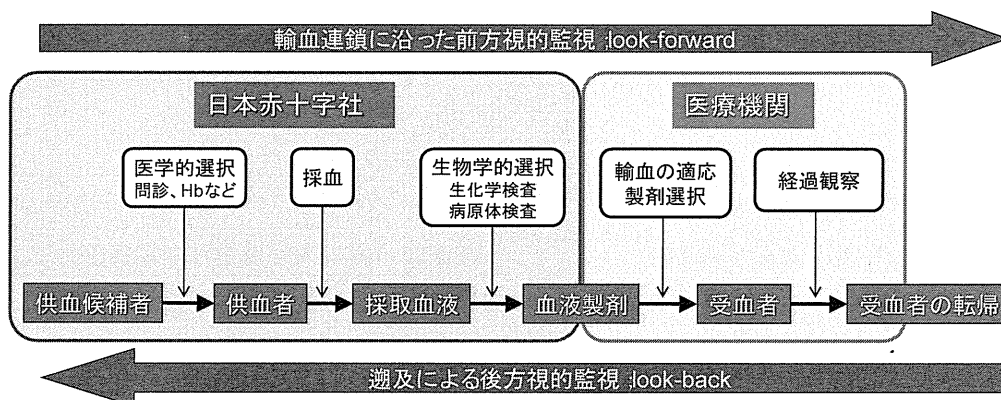 輸血連鎖に沿った前方視的監視;look-forward
日本赤十字社
医療機関
医学的選択
問診、Hbなど
採血
生物学的選択
生化学検査
病原体検査
輸血の適応
製剤選択
経過観察
供血候補者
供血者
採取血液
血液製剤
受血者
受血者の転帰
遡及による後方視的監視;look-back